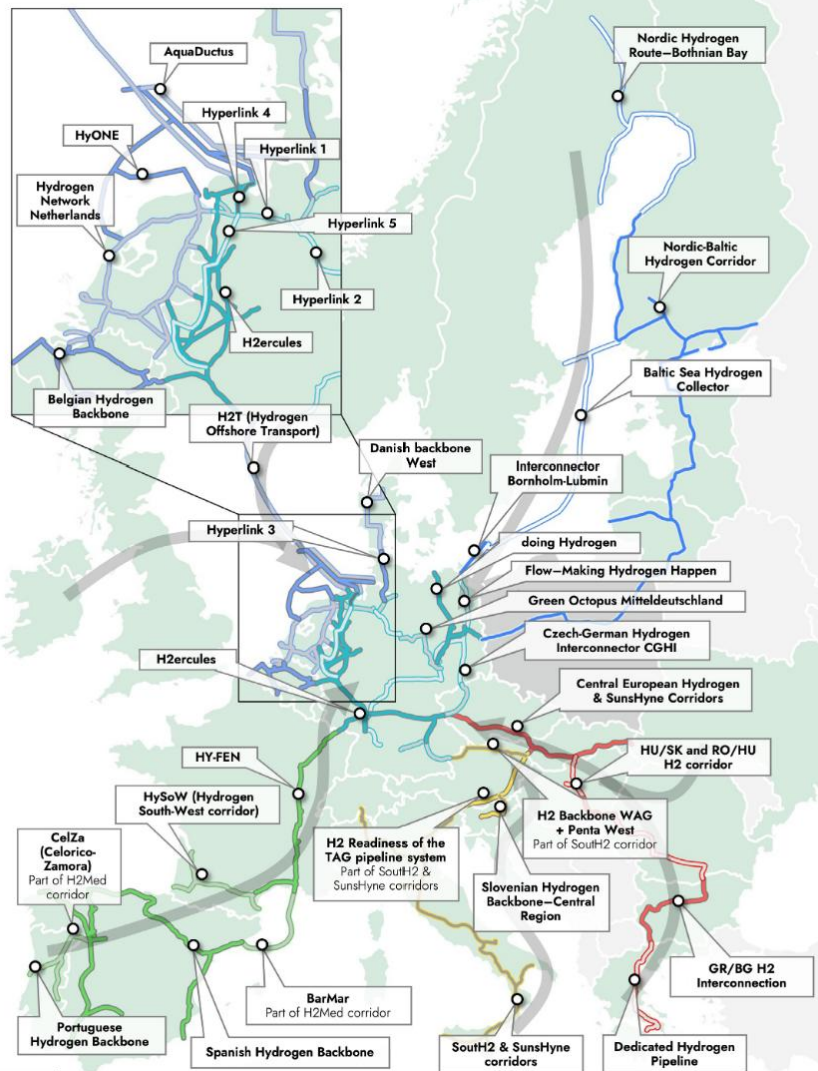 AquaDuctus
Hyperlink 4
HyONE
Hyperlink 1
Hydrogen
Network
Netherlands
Hyperlink 5
Hyperlink 2
H2ercules
Belgian Hydrogen
Backbone
Nordic Hydrogen
Route–Bothnian Bay
Nordic-Baltic
Hydrogen Corridor
Baltic Sea Hydrogen
Collector
H2T (Hydrogen
Offshore Transport)
Danish backbone
West
Interconnector
Bornholm-Lubmin
Hyperlink 3
doing Hydrogen
Flow–Making Hydrogen Happen
Green Octopus Mitteldeutschland
Czech-German Hydrogen
Interconnector CGHI
H2ercules
Central European Hydrogen
& SunsHyne Corridors
HY-FEN
HU/SK and RO/HU
H2 corridor
HySoW (Hydrogen
South-West corridor)
H2 Backbone WAG
+ Penta West
Part of SoutH2 corridor
CelZa
(Celorico-
Zamora)
Part of H2Med
corridor
H2 Readiness of the
TAG pipeline system
Part of SoutH2 &
SunsHyne corridors
Slovenian Hydrogen
Backbone–Central
Region
GR/BG H2
Interconnection
BarMar
Part of H2Med corridor
Portuguese
Hydrogen Backbone
Spanish Hydrogen Backbone
SoutH2 & SunsHyne
corridors
Dedicated Hydrogen
Pipeline